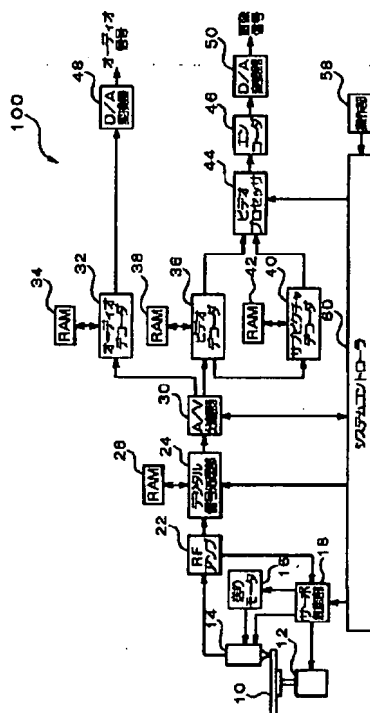 100
34
RAM
32
オーディオ
デコーダ
48
D/A
変換器
オーディオ
信号
28
RAM
38
RAM
22
RF
アンプ
24
デジタル
信号処理部
30
A/V
分離部
36
ビデオ
デコーダ
42
RAM
40
サブピクチャ
デコーダ
44
ビデオ
プロセッサ
46
エン
コーダ
50
D/A
変換器
画像
信号
14
16
送り
モータ
10
12
18
サーボ
制御部
58
操作部
60
システムコントローラ